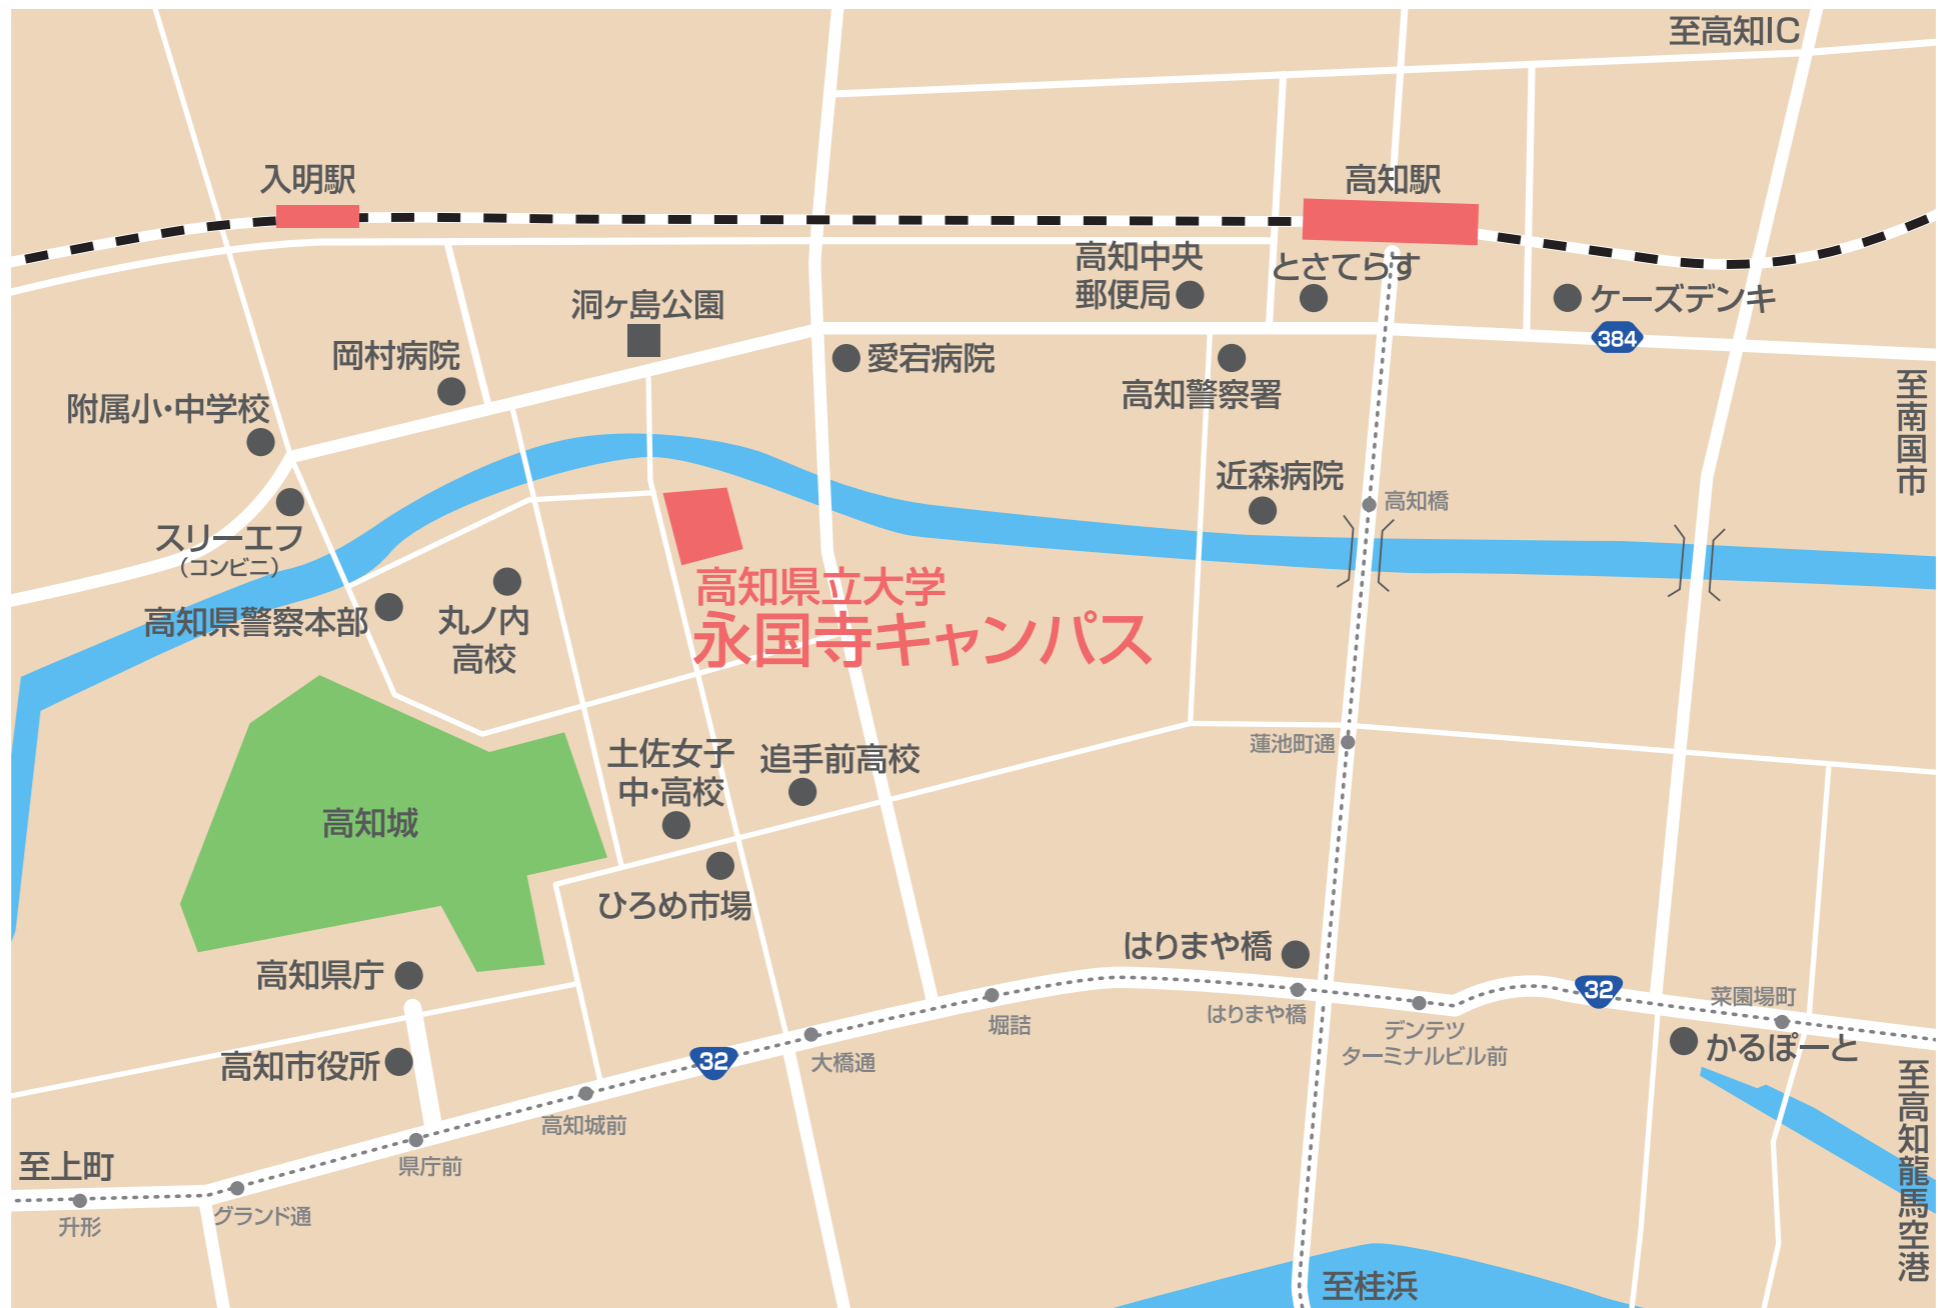 至高知IC
入明駅
高知駅
高知中央
郵便局
とさてらす
ケーズデンキ
384
洞ヶ島公園
岡村病院
愛宕病院
高知警察署
至南国市
附属小・中学校
近森病院
高知橋
スリーエフ
（コンビニ）
高知県立大学
永国寺キャンパス
高知県警察本部
丸ノ内
高校
蓮池町通
土佐女子
中・高校
追手前高校
高知城
ひろめ市場
はりまや橋
高知県庁
32
菜園場町
はりまや橋
堀詰
デンテツ
ターミナルビル前
かるぽーと
高知市役所
32
大橋通
高知城前
至高知龍馬空港
至上町
県庁前
升形
グランド通
至桂浜